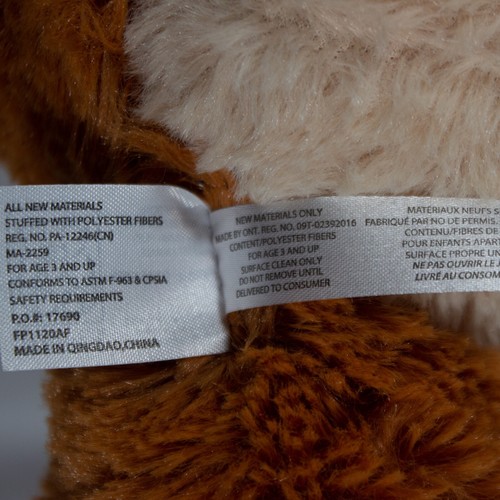 ALL NEW MATERIALS
STUFFED WITH POLYESTER FIBERS
REG. NO. PA-12246(CN)
MA-2259
FOR AGE 3 AND UP
CONFORMS TO ASTM F-963 & CPSIA
SAFETY REQUIREMENTS
P.O.#: 17690
FP1120AF
MADE IN QINGDAO,CHINA
NEW MATERIALS ONLY
MADE BY ONT. REG. NO. 09T-02392016
CONTENT/POLYESTER FIBERS
FOR AGE 3 AND UP
SURFACE CLEAN ONLY
DO NOT REMOVE UNTIL
DELIVERED TO CONSUMER
MATÉRIAUX NEUFS
FABRIQUÉ PAR NO DE PERMIS.
CONTENU/FIBRES DE
POUR ENFANTS
SURFACE
NE PAS OUVRIR LE
LIVRÉ AU